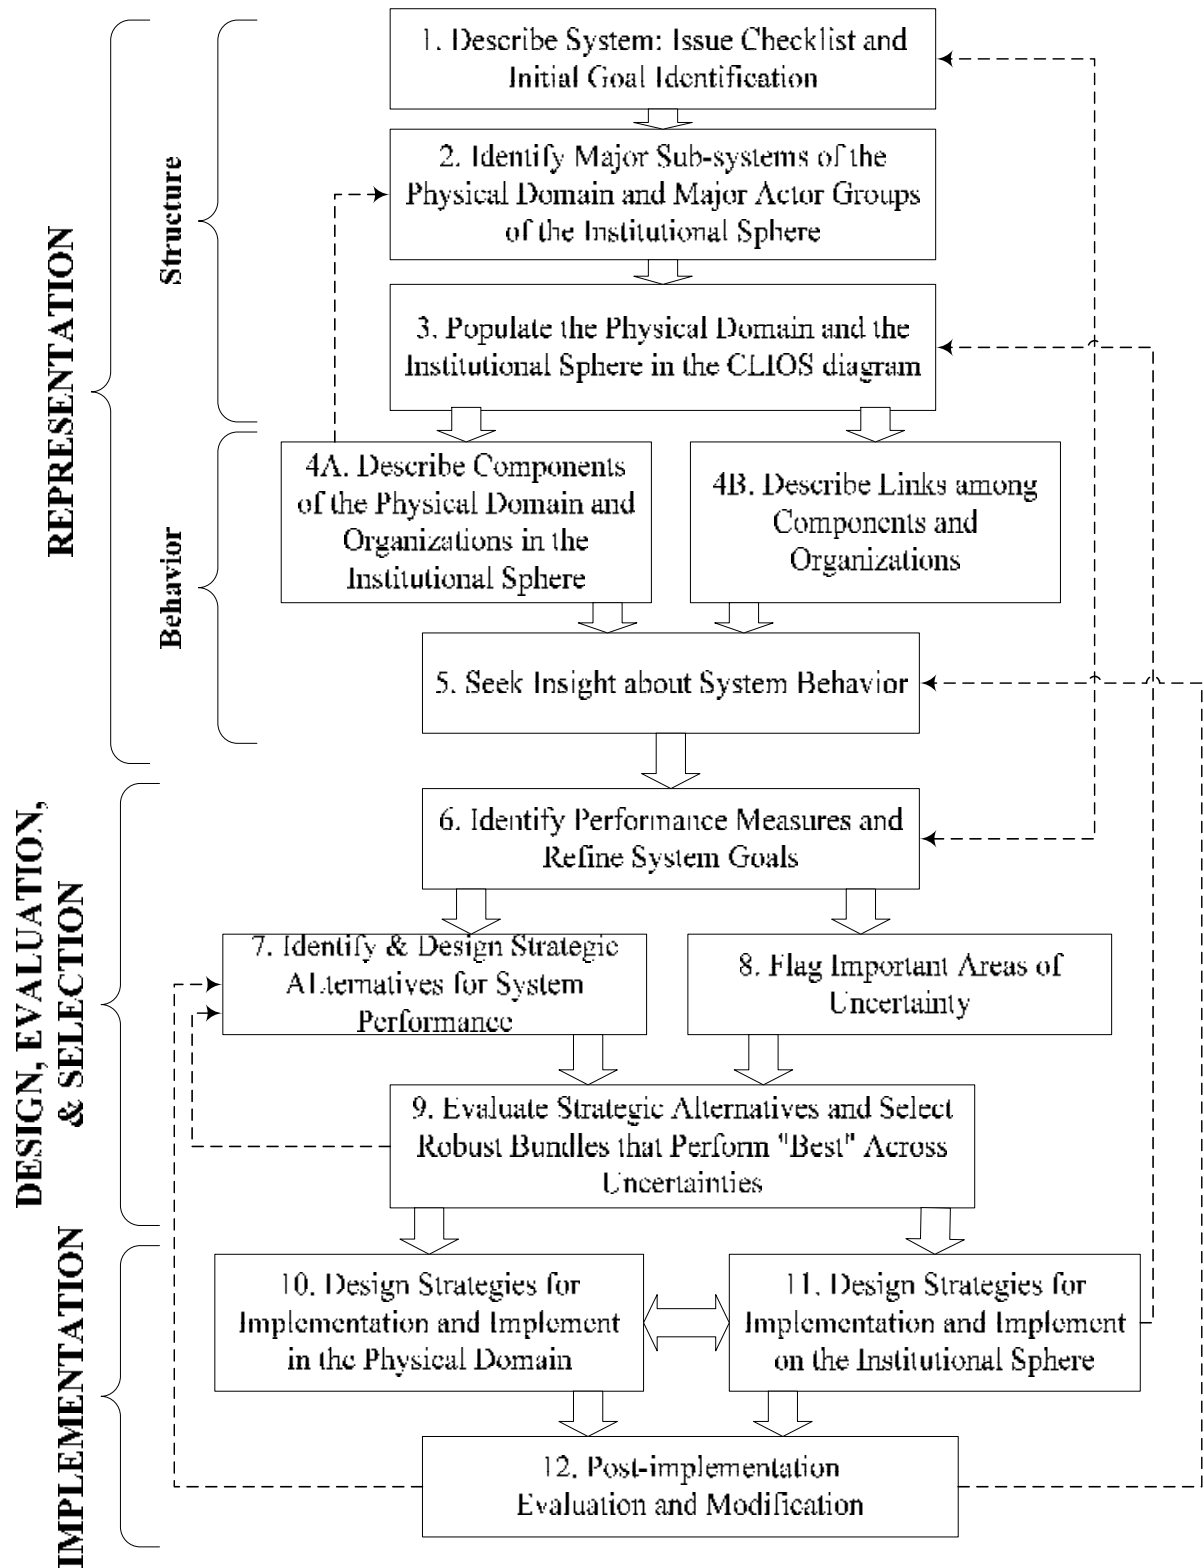 REPRESENTATION
Structure
1. Describe System: Issue Checklist and
Initial Goal Identification
2. Identify Major Sub-systems of the
Physical Domain and Major Actor Groups
of the Institutional Sphere
3. Populate the Physical Domain and the
Institutional Sphere in the CLIOS diagram
Behavior
4A. Describe Components
of the Physical Domain and
Organizations in the
Institutional Sphere
4B. Describe Links among
Components and
Organizations
5. Seek Insight about System Behavior
DESIGN, EVALUATION,
& SELECTION
6. Identify Performance Measures and
Refine System Goals
7. Identify & Design Strategic
ALternatives for System
Performance
8. Flag Important Areas of
Uncertainty
9. Evaluate Strategic Alternatives and Select
Robust Bundles that Perform "Best" Across
Uncertainties
IMPLEMENTATION
10. Design Strategies for
Implementation and Implement
in the Physical Domain
11. Design Strategies for
Implementation and Implement
on the Institutional Sphere
12. Post-implementation
Evaluation and Modification